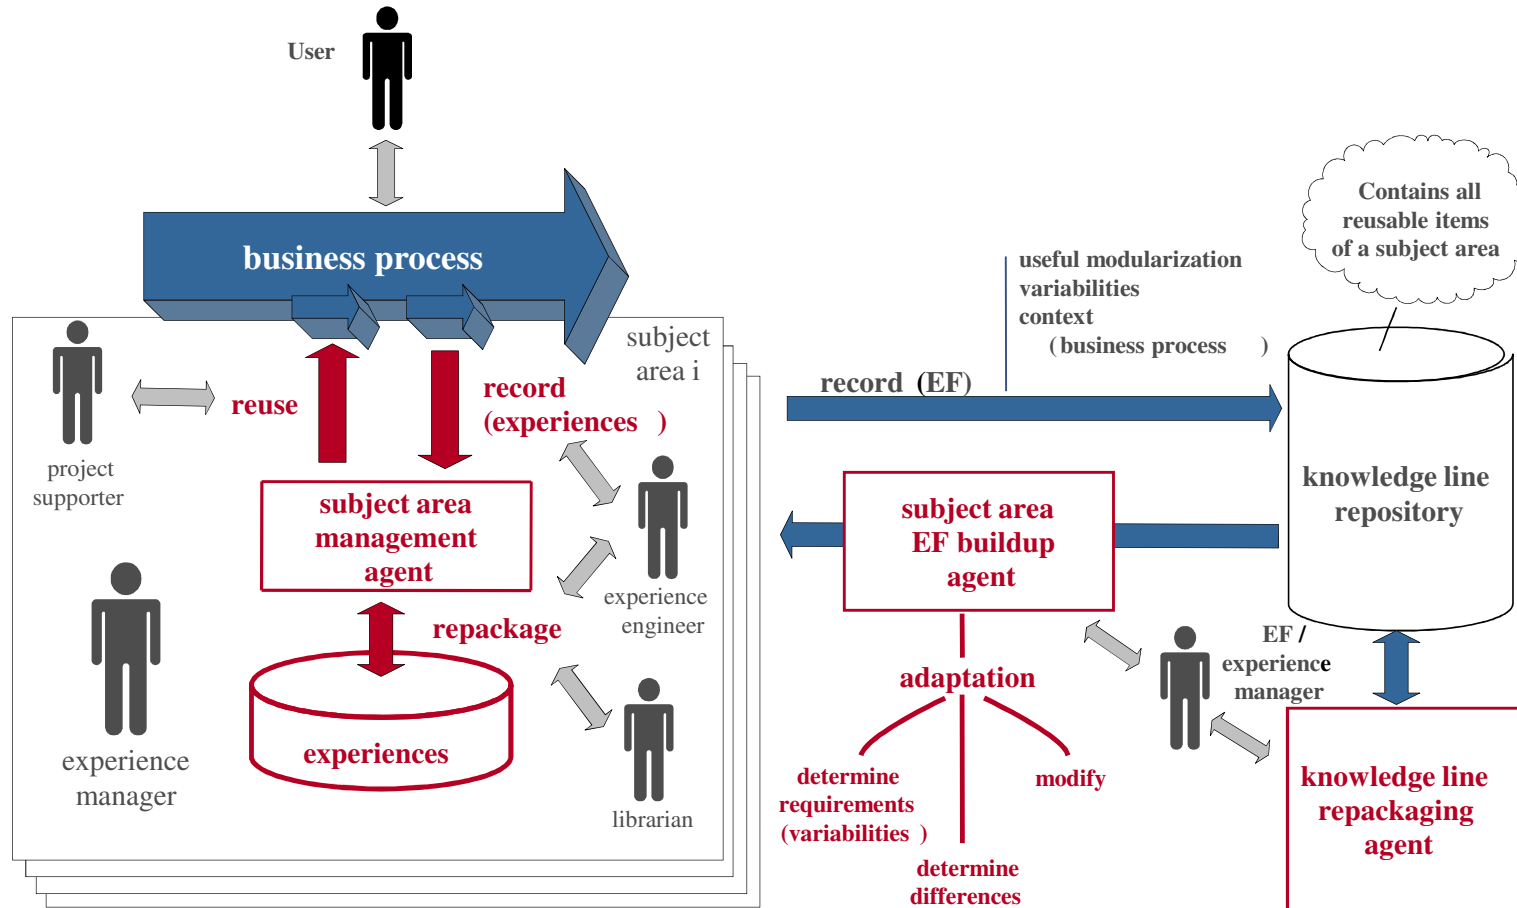 User
business process
subject
area i
reuse
record
(experiences )
project
supporter
subject area
management
agent
experience
engineer
repackage
experiences
experience
manager
librarian
Contains all
reusable items
of a subject area
useful modularization
variabilities
context
( business process )
record (EF)
knowledge line
repository
subject area
EF buildup
agent
EF /
experience
manager
adaptation
determine
requirements
(variabilities )
modify
determine
differences
knowledge line
repackaging
agent